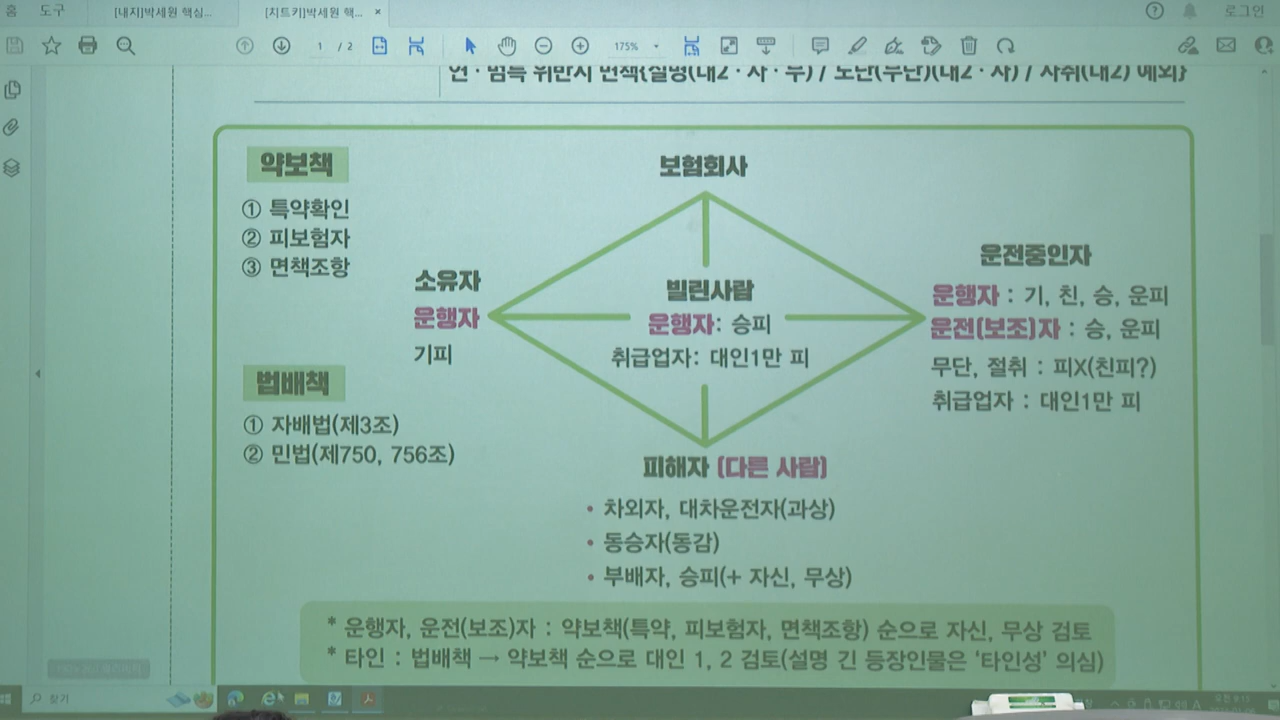 홈 도구 [내지]박세원 핵심... [치트키]박세원 핵... × 로그인
1 / 2 175%
약보책
① 특약확인
② 피보험자
③ 면책조항
법배책
① 자배법(제3조)
② 민법(제750, 756조)
보험회사
소유자
운행자
기피
빌린사람
운행자: 승피
취급업자: 대인1만 피
운전중인자
운행자 : 기, 친, 승, 운피
운전(보조)자 : 승, 운피
무단, 절취 : 피X(친피?)
취급업자 : 대인1만 피
피해자 (다른 사람)
• 차외자, 대차운전자(과상)
• 동승자(동감)
• 부배자, 승피(+ 자신, 무상)
* 운행자, 운전(보조)자 : 약보책(특약, 피보험자, 면책조항) 순으로 자신, 무상 검토
* 타인 : 법배책 → 약보책 순으로 대인 1, 2 검토(설명 긴 등장인물은 '타인성' 의심)
찾기